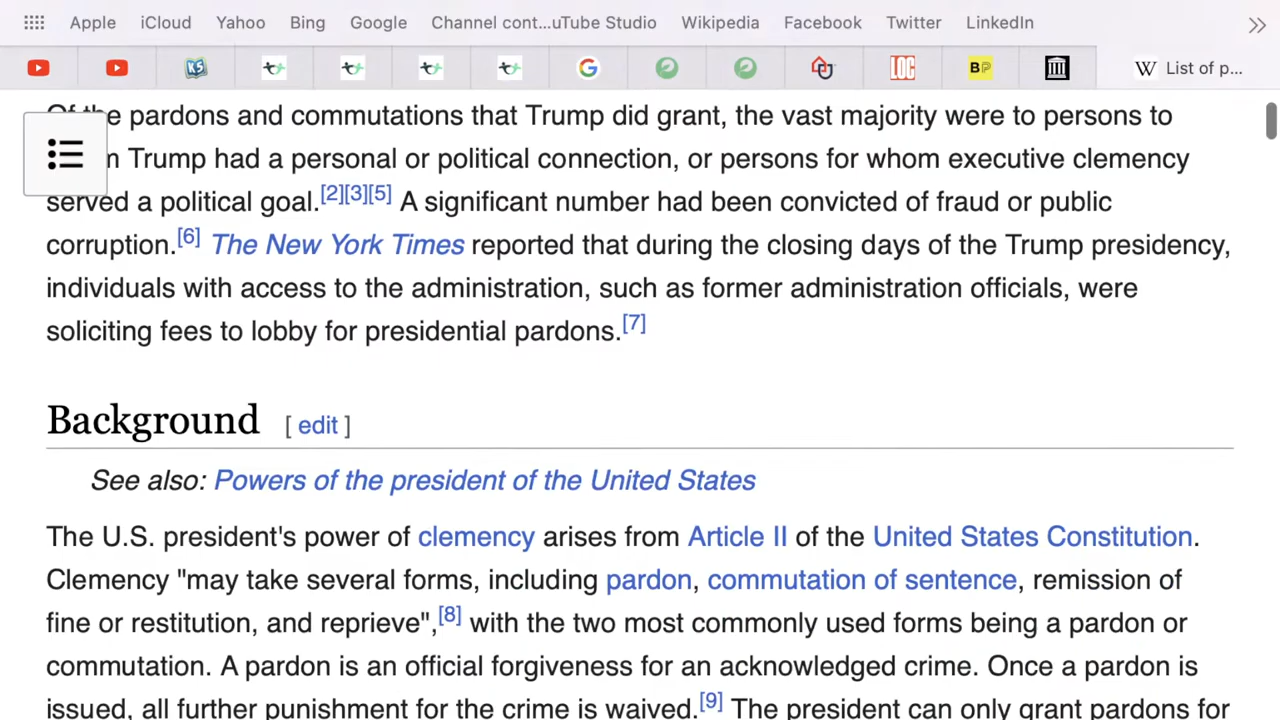 Apple iCloud Yahoo Bing Google Channel cont...uTube Studio Wikipedia Facebook Twitter LinkedIn
K5 G LOC BP W List of p...
Of the pardons and commutations that Trump did grant, the vast majority were to persons to
m Trump had a personal or political connection, or persons for whom executive clemency
served a political goal.[2][3][5] A significant number had been convicted of fraud or public
corruption.[6] The New York Times reported that during the closing days of the Trump presidency,
individuals with access to the administration, such as former administration officials, were
soliciting fees to lobby for presidential pardons.[7]
Background [ edit ]
See also: Powers of the president of the United States
The U.S. president's power of clemency arises from Article II of the United States Constitution.
Clemency "may take several forms, including pardon, commutation of sentence, remission of
fine or restitution, and reprieve",[8] with the two most commonly used forms being a pardon or
commutation. A pardon is an official forgiveness for an acknowledged crime. Once a pardon is
issued, all further punishment for the crime is waived.[9] The president can only grant pardons for